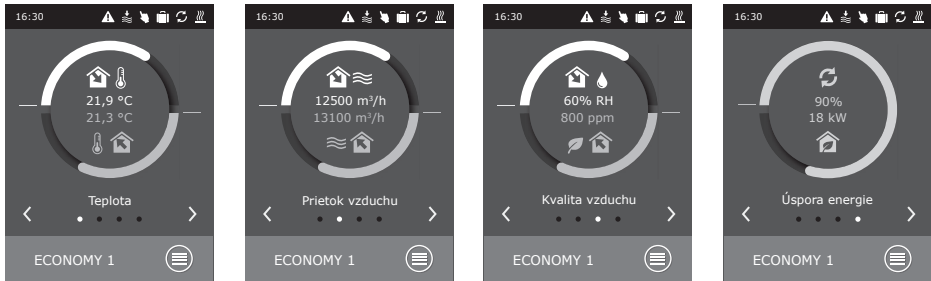 16:30
21,9 °C
21,3 °C
Teplota
ECONOMY 1
16:30
12500 m³/h
13100 m³/h
Prietok vzduchu
ECONOMY 1
16:30
60% RH
800 ppm
Kvalita vzduchu
ECONOMY 1
16:30
90%
18 kW
Úspora energie
ECONOMY 1